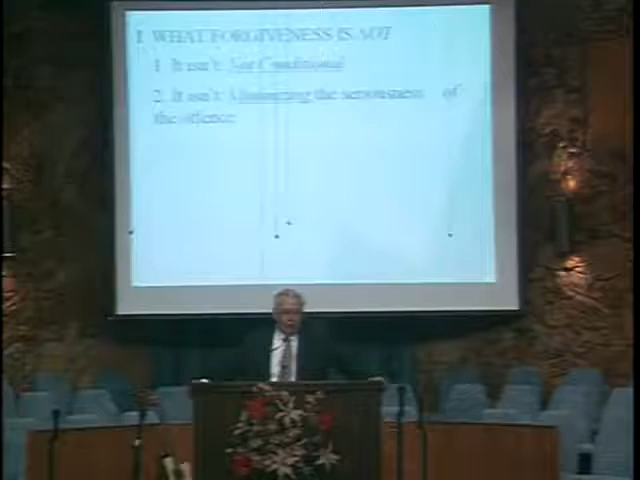 I WHAT FORGIVENESS IS NOT
1 It isn't: Not Conditional
2. It isn't: Minimizing the seriousness of
the offence